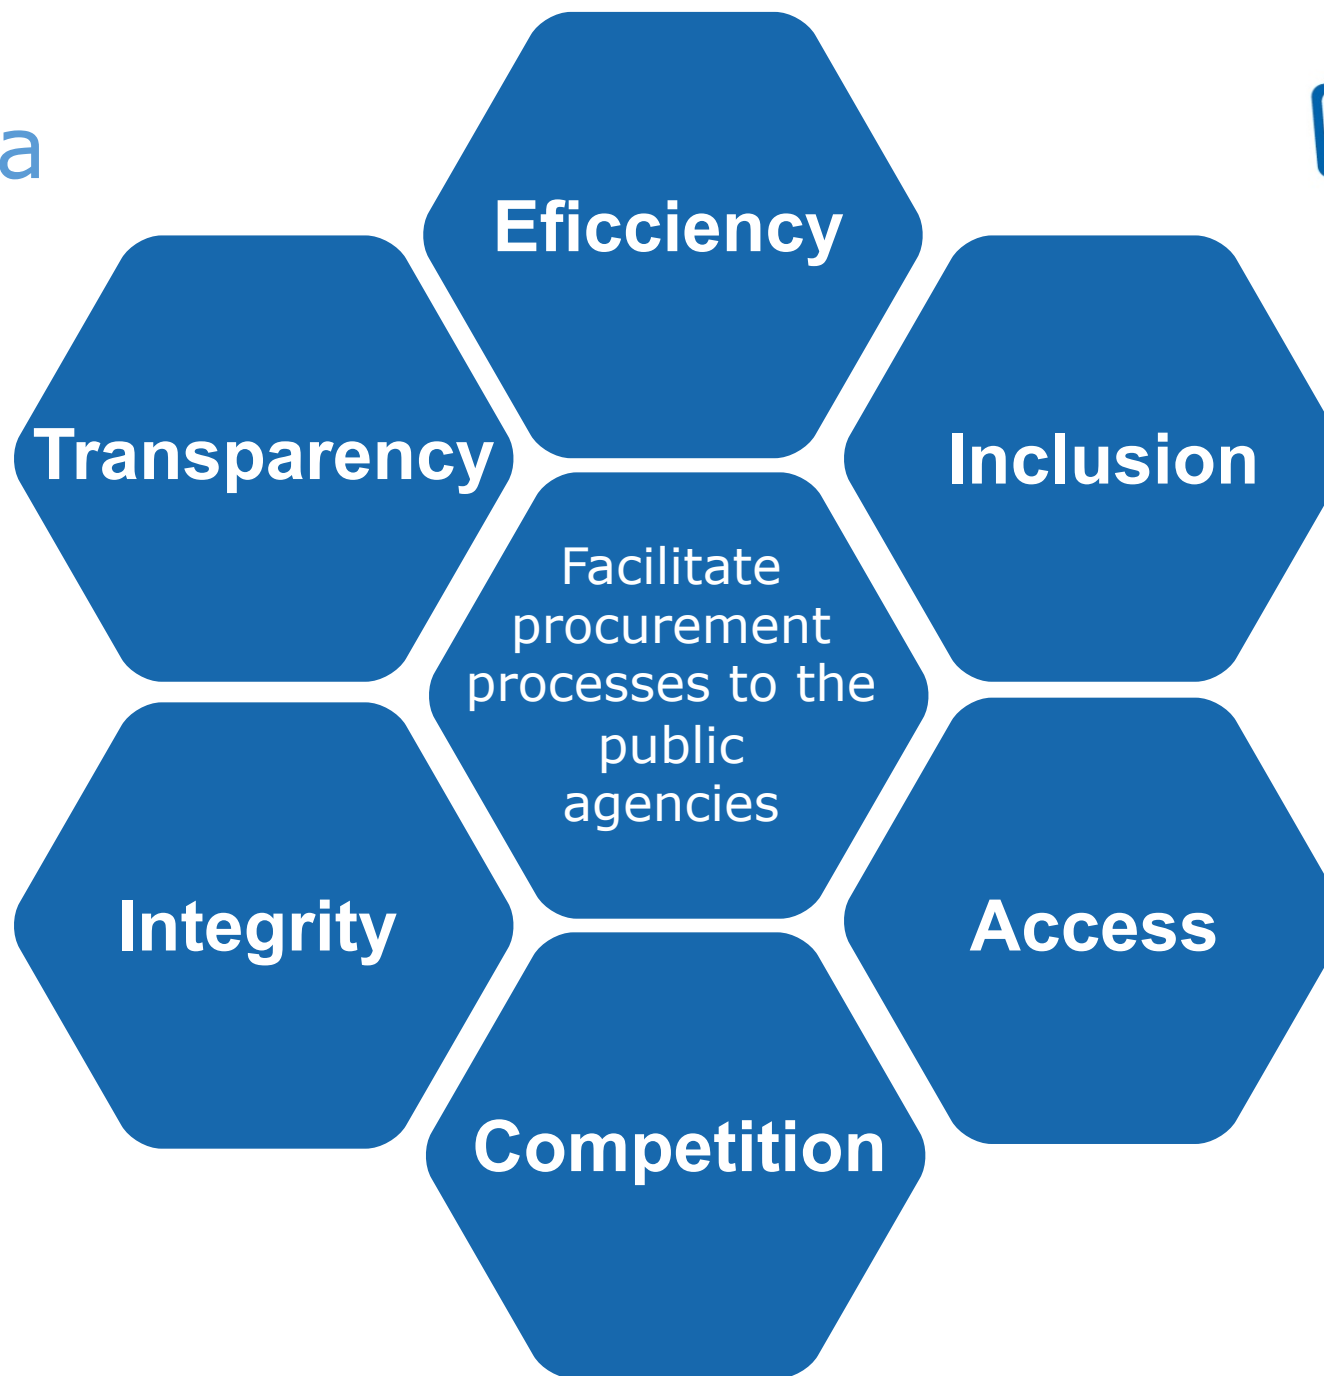 a
Eficciency
Transparency
Inclusion
Facilitate
procurement
processes to the
public
agencies
Integrity
Access
Competition